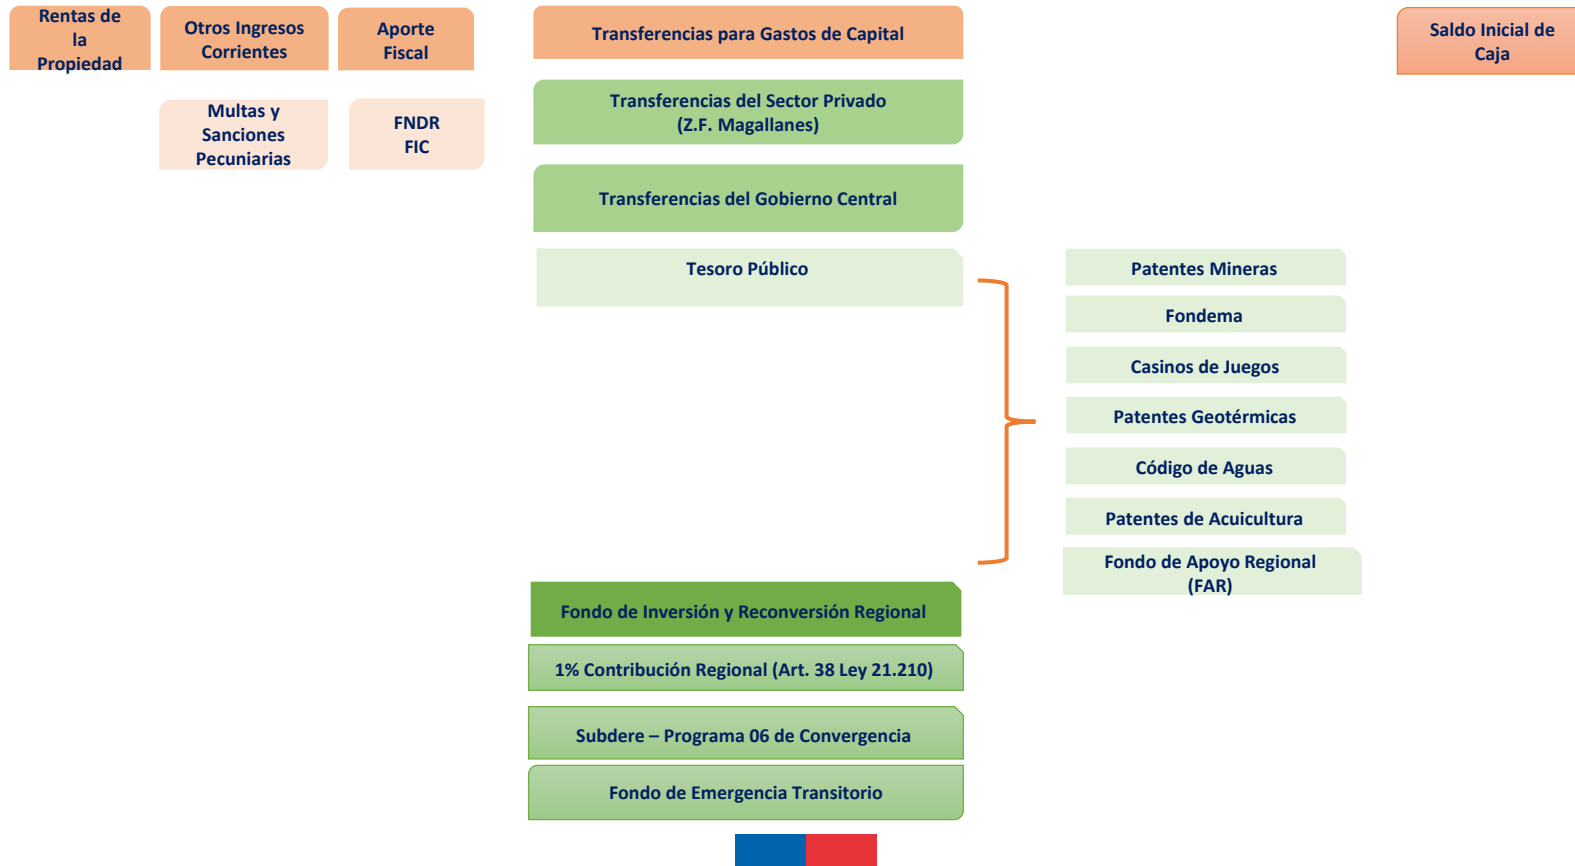 Rentas de
la
Propiedad
Otros Ingresos
Corrientes
Aporte
Fiscal
Transferencias para Gastos de Capital
Saldo Inicial de
Caja
Multas y
Sanciones
Pecuniarias
FNDR
FIC
Transferencias del Sector Privado
(Z.F. Magallanes)
Transferencias del Gobierno Central
Tesoro Público
Patentes Mineras
Fondema
Casinos de Juegos
Patentes Geotérmicas
Código de Aguas
Patentes de Acuicultura
Fondo de Apoyo Regional
(FAR)
Fondo de Inversión y Reconversión Regional
1% Contribución Regional (Art. 38 Ley 21.210)
Subdere – Programa 06 de Convergencia
Fondo de Emergencia Transitorio